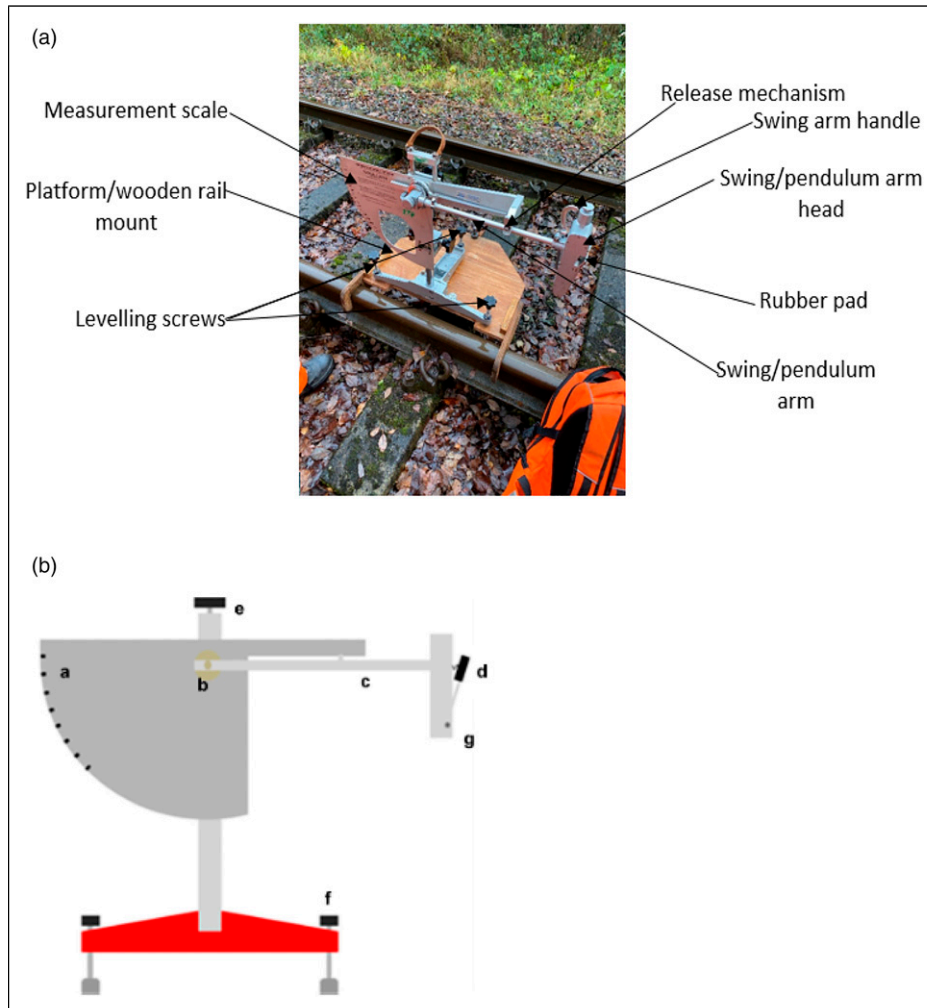 (a)
Measurement scale
Platform/wooden rail
mount
Levelling screws
Release mechanism
Swing arm handle
Swing/pendulum arm
head
Rubber pad
Swing/pendulum
arm
(b)
e
a
b
c
d
g
f